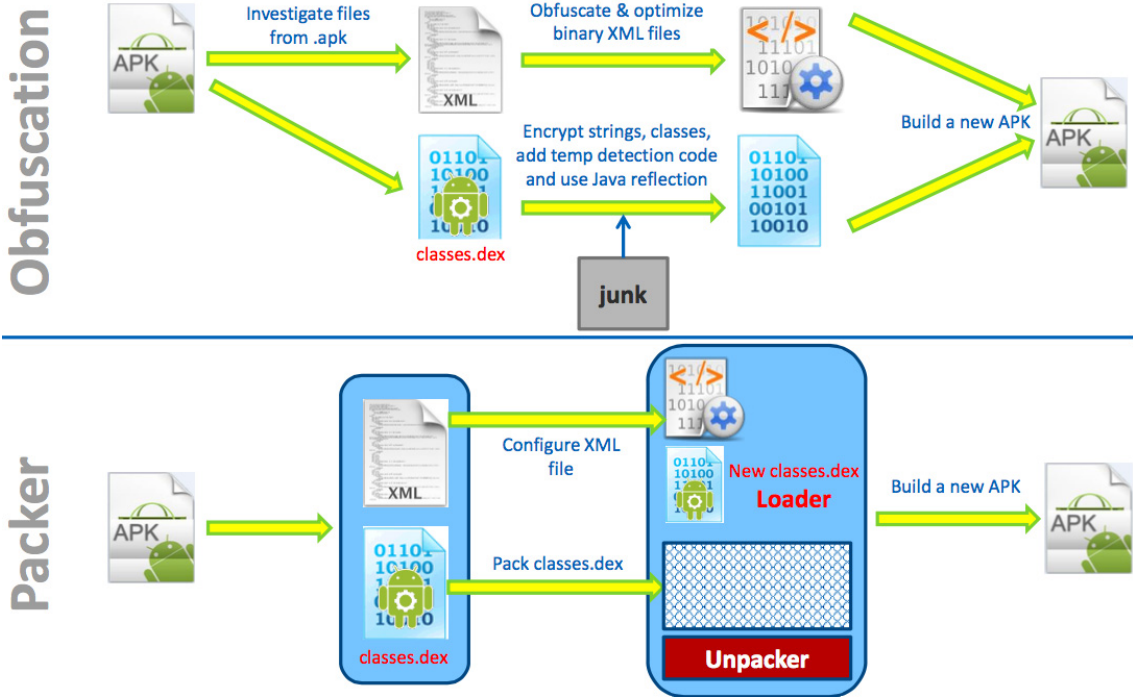 Obfuscation
Investigate files
from .apk
Obfuscate & optimize
binary XML files
APK
XML
</>
Encrypt strings, classes,
add temp detection code
and use Java reflection
01101
10100
11001
00101
10010
classes.dex
junk
Build a new APK
APK
Packer
APK
XML
Configure XML
file
01101
10100
classes.dex
Pack classes.dex
</>
New classes.dex
Loader
Unpacker
Build a new APK
APK